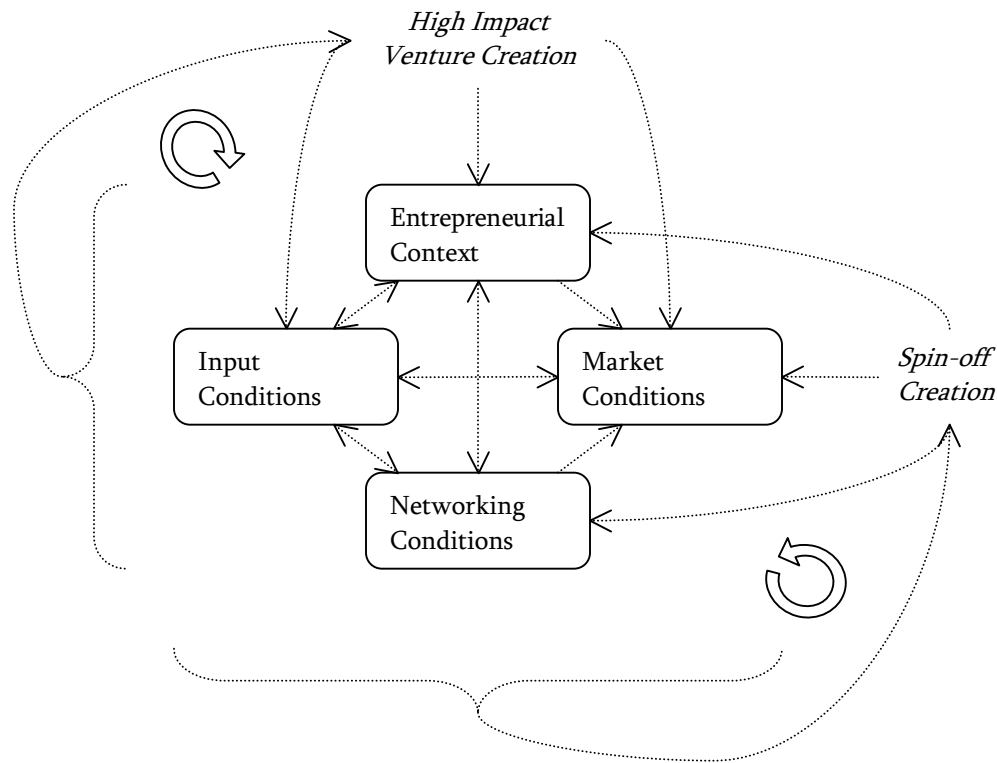 High Impact
Venture Creation
Entrepreneurial
Context
Input
Conditions
Market
Conditions
Spin-off
Creation
Networking
Conditions